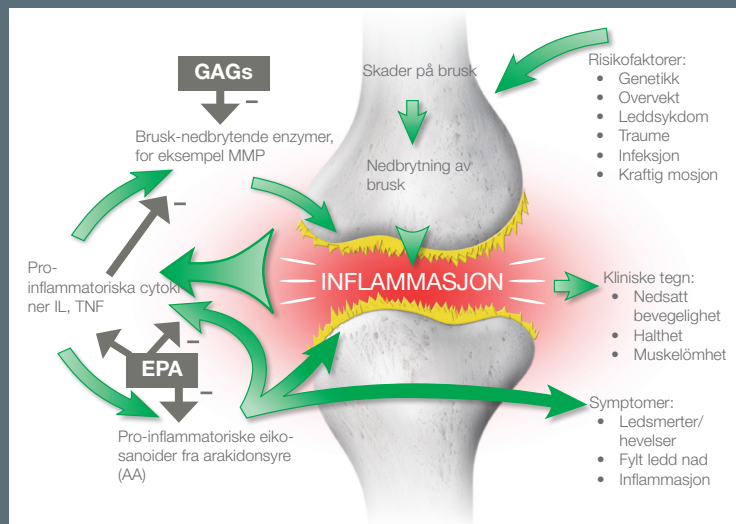 GAGs
–
Brusk-nedbrytende enzymer,
for eksempel MMP
–
Pro-
inflammatoriska cytoki
ner IL, TNF
–
EPA
–
Pro-inflammatoriske eiko-
sanoider fra arakidonsyre
(AA)
Skader på brusk
Nedbrytning av
brusk
INFLAMMASJON
Risikofaktorer:
• Genetikk
• Overvekt
• Leddsykdom
• Traume
• Infeksjon
• Kraftig mosjon
Kliniske tegn:
• Nedsatt
bevegelighet
• Halthet
• Muskelömhet
Symptomer:
• Ledsmerter/
hevelser
• Fylt ledd nad
• Inflammasjon